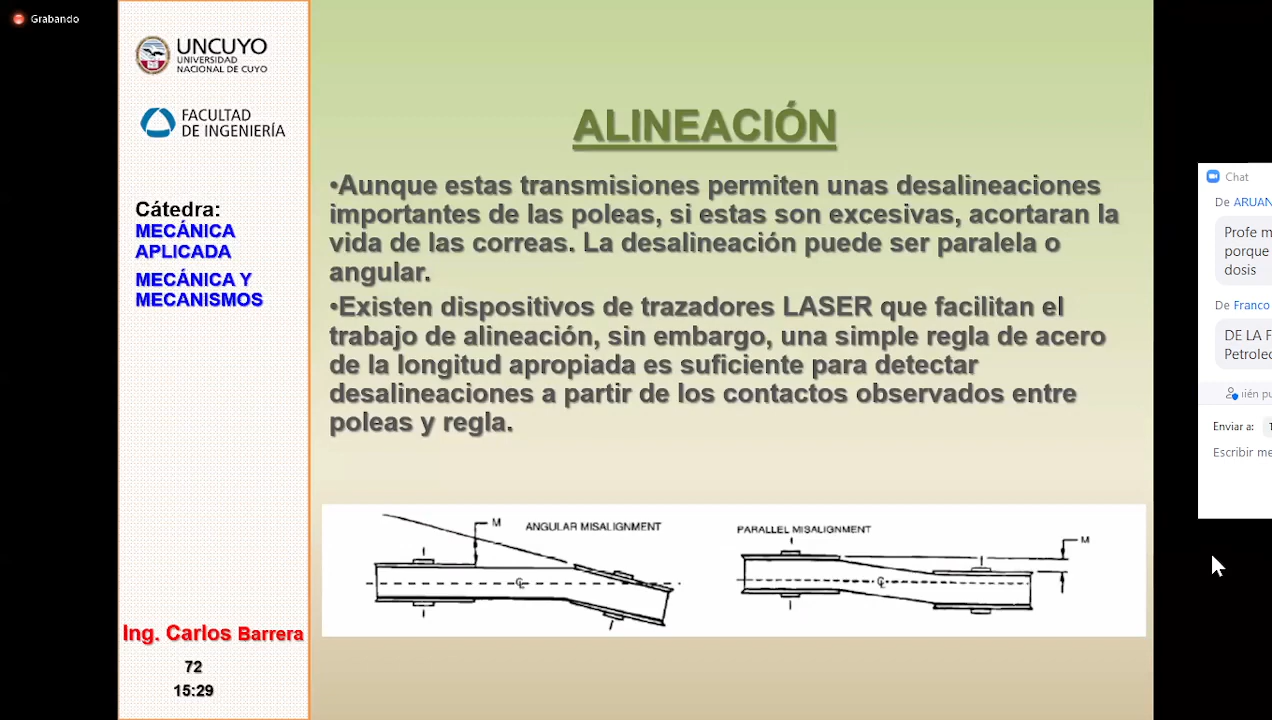 Grabando
UNCUYO
UNIVERSIDAD
NACIONAL DE CUYO
FACULTAD
DE INGENIERÍA
Cátedra:
MECÁNICA
APLICADA
MECÁNICA Y
MECANISMOS
Ing. Carlos Barrera
72
15:29
ALINEACIÓN
•Aunque estas transmisiones permiten unas desalineaciones
importantes de las poleas, si estas son excesivas, acortaran la
vida de las correas. La desalineación puede ser paralela o
angular.
•Existen dispositivos de trazadores LASER que facilitan el
trabajo de alineación, sin embargo, una simple regla de acero
de la longitud apropiada es suficiente para detectar
desalineaciones a partir de los contactos observados entre
poleas y regla.
M
ANGULAR MISALIGNMENT
PARALLEL MISALIGNMENT
M
Chat
De ARUAN
Profe m
porque
dosis
De Franco
DE LA F
Petrolec
ién pu
Enviar a:
Escribir me